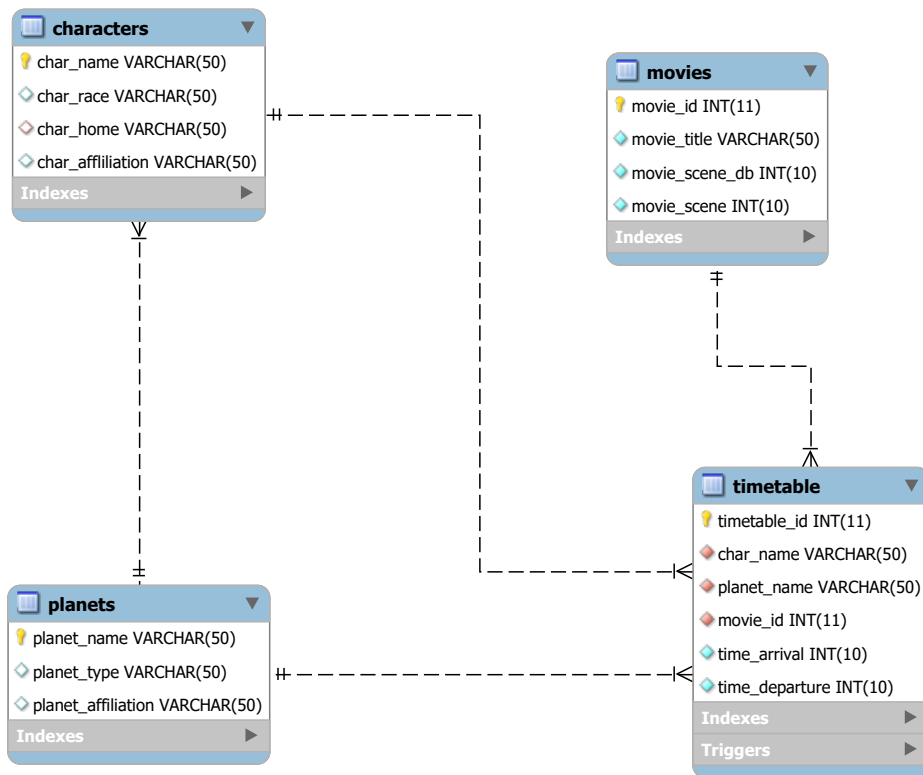 characters
char_name VARCHAR(50)
char_race VARCHAR(50)
char_home VARCHAR(50)
char_affliliation VARCHAR(50)
Indexes
movies
movie_id INT(11)
movie_title VARCHAR(50)
movie_scene_db INT(10)
movie_scene INT(10)
Indexes
planets
planet_name VARCHAR(50)
planet_type VARCHAR(50)
planet_affiliation VARCHAR(50)
Indexes
timetable
timetable_id INT(11)
char_name VARCHAR(50)
planet_name VARCHAR(50)
movie_id INT(11)
time_arrival INT(10)
time_departure INT(10)
Indexes
Triggers